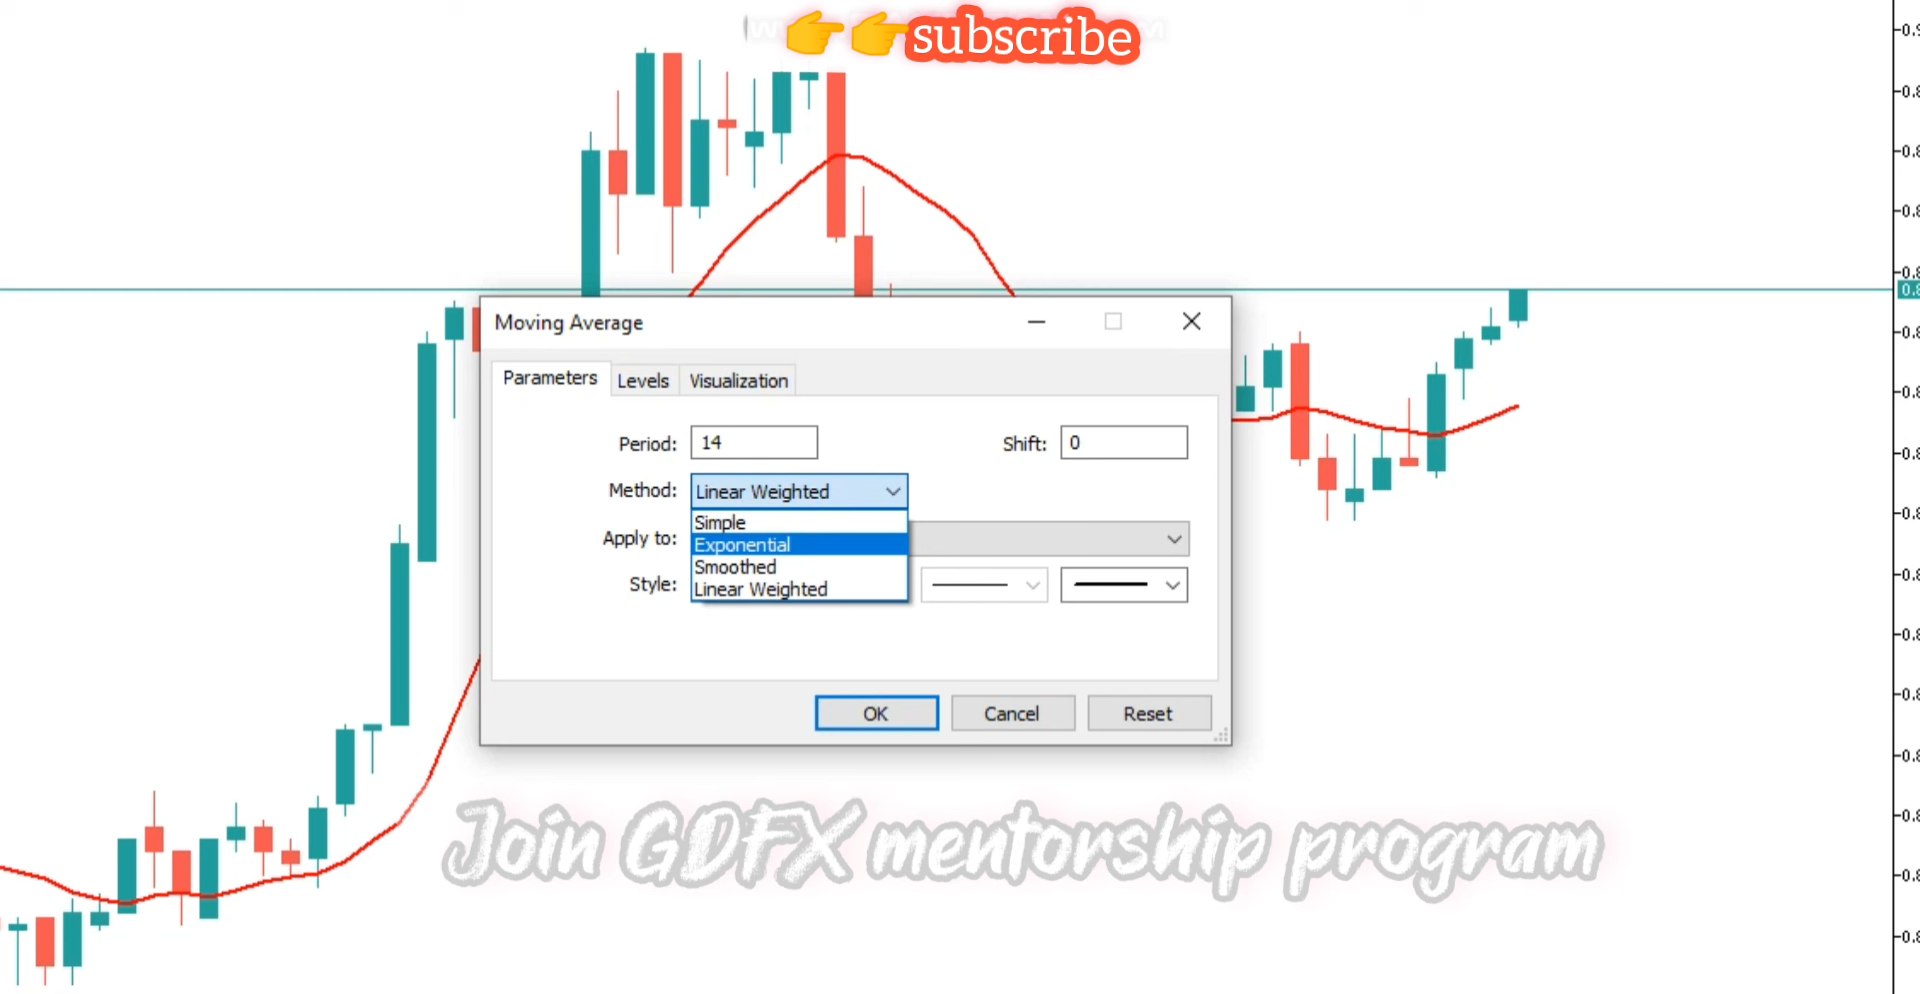 👉👉subscribe
Moving Average
Parameters Levels Visualization
Period: 14 Shift: 0
Method: Linear Weighted
Simple
Apply to:
Exponential
Smoothed
Style:
Linear Weighted
OK Cancel Reset
Join GDFX mentorship program